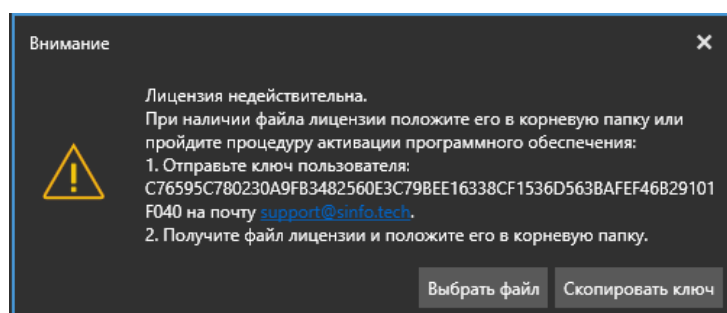 Внимание
Лицензия недействительна.
При наличии файла лицензии положите его в корневую папку или
пройдите процедуру активации программного обеспечения:
1. Отправьте ключ пользователя:
C76595C780230A9FB3482560E3C79BEE16338CF1536D563BAFEF46B29101
F040 на почту support@sinfo.tech.
2. Получите файл лицензии и положите его в корневую папку.
Выбрать файл Скопировать ключ